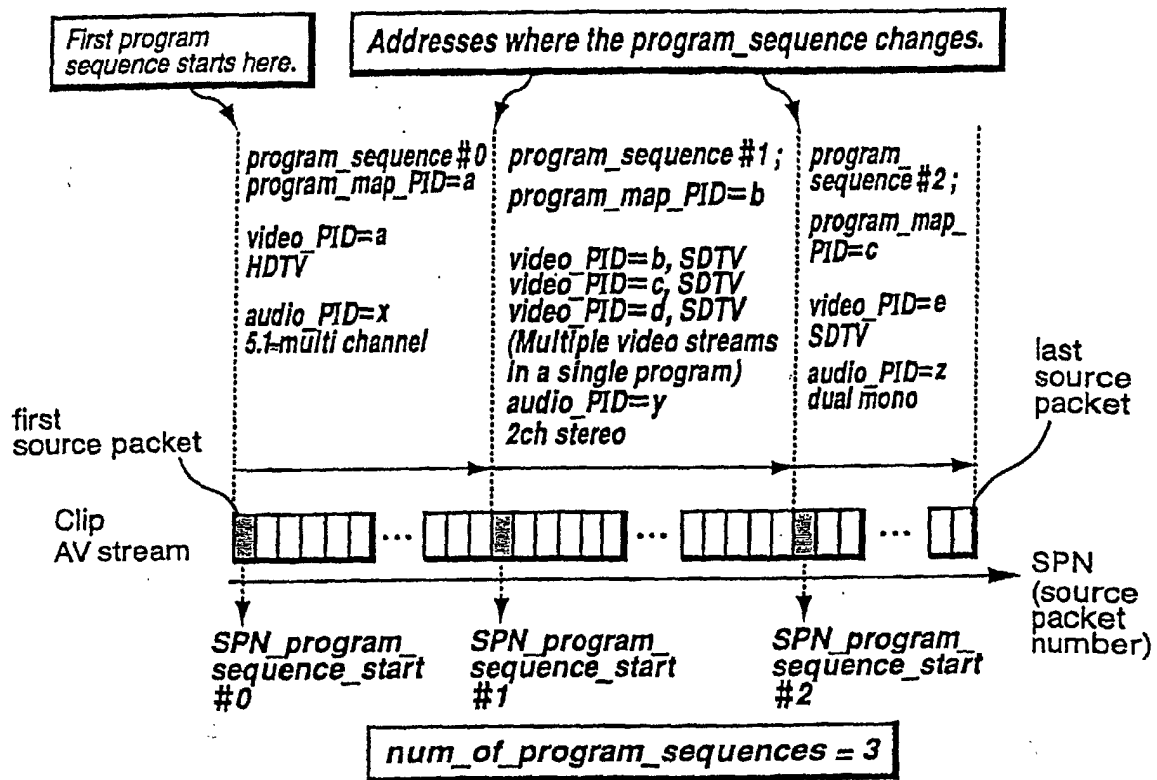 First program
sequence starts here.
Addresses where the program_sequence changes.
program_sequence #0
program_map_PID=a
video_PID=a
HDTV
audio_PID=x
5.1-multi channel
program_sequence #1;
program_map_PID=b
video_PID=b, SDTV
video_PID=c, SDTV
video_PID=d, SDTV
(Multiple video streams
in a single program)
audio_PID=y
2ch stereo
program_
sequence #2;
program_map_
PID=c
video_PID=e
SDTV
audio_PID=z
dual mono
first
source packet
last
source
packet
Clip
AV stream
... ... ...
SPN
(source
packet
number)
SPN_program_
sequence_start
#0
SPN_program_
sequence_start
#1
SPN_program_
sequence_start
#2
num_of_program_sequences = 3